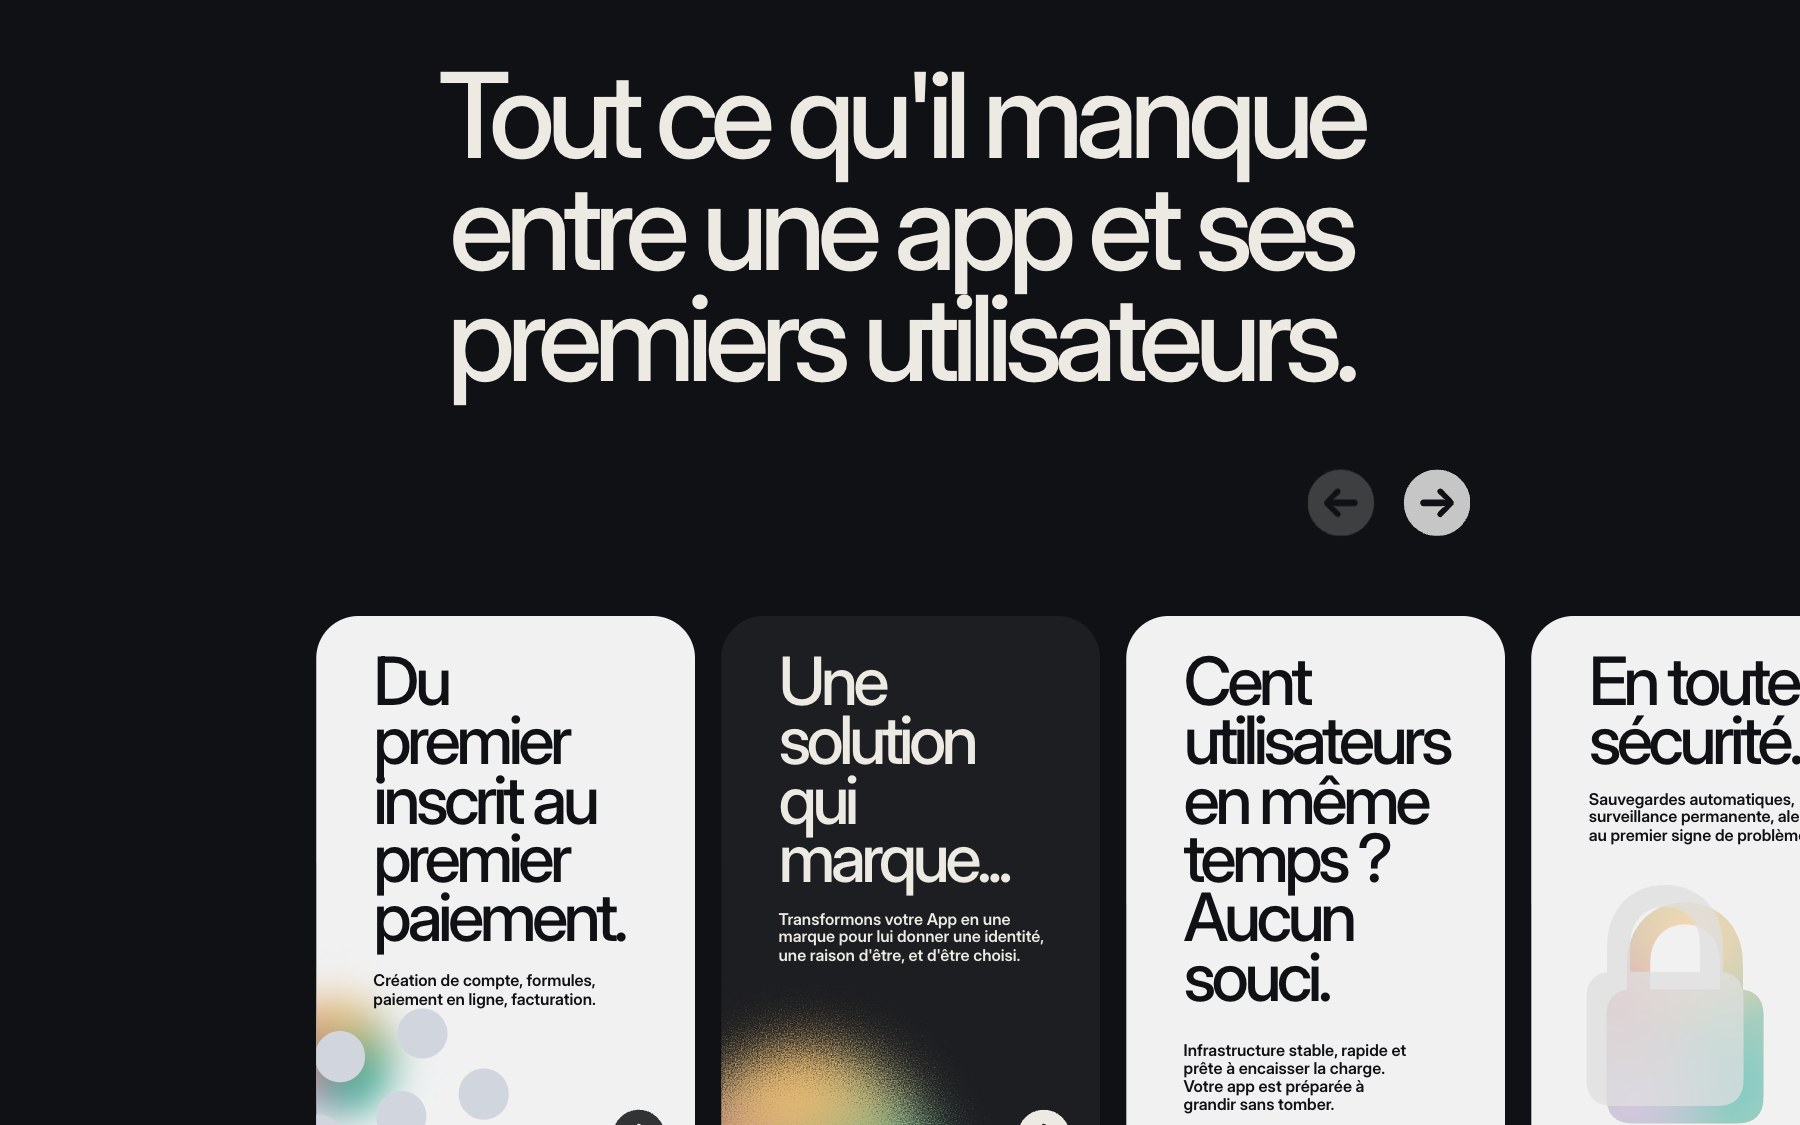 Tout ce qu'il manque
entre une app et ses
premiers utilisateurs.
Du
premier
inscrit au
premier
paiement.
Création de compte, formules,
paiement en ligne, facturation.
Une
solution
qui
marque...
Transformons votre App en une
marque pour lui donner une identité,
une raison d'être, et d'être choisi.
Cent
utilisateurs
en même
temps ?
Aucun
souci.
Infrastructure stable, rapide et
prête à encaisser la charge.
Votre app est préparée à
grandir sans tomber.
En toute
sécurité.
Sauvegardes automatiques,
surveillance permanente,
au premier signe de